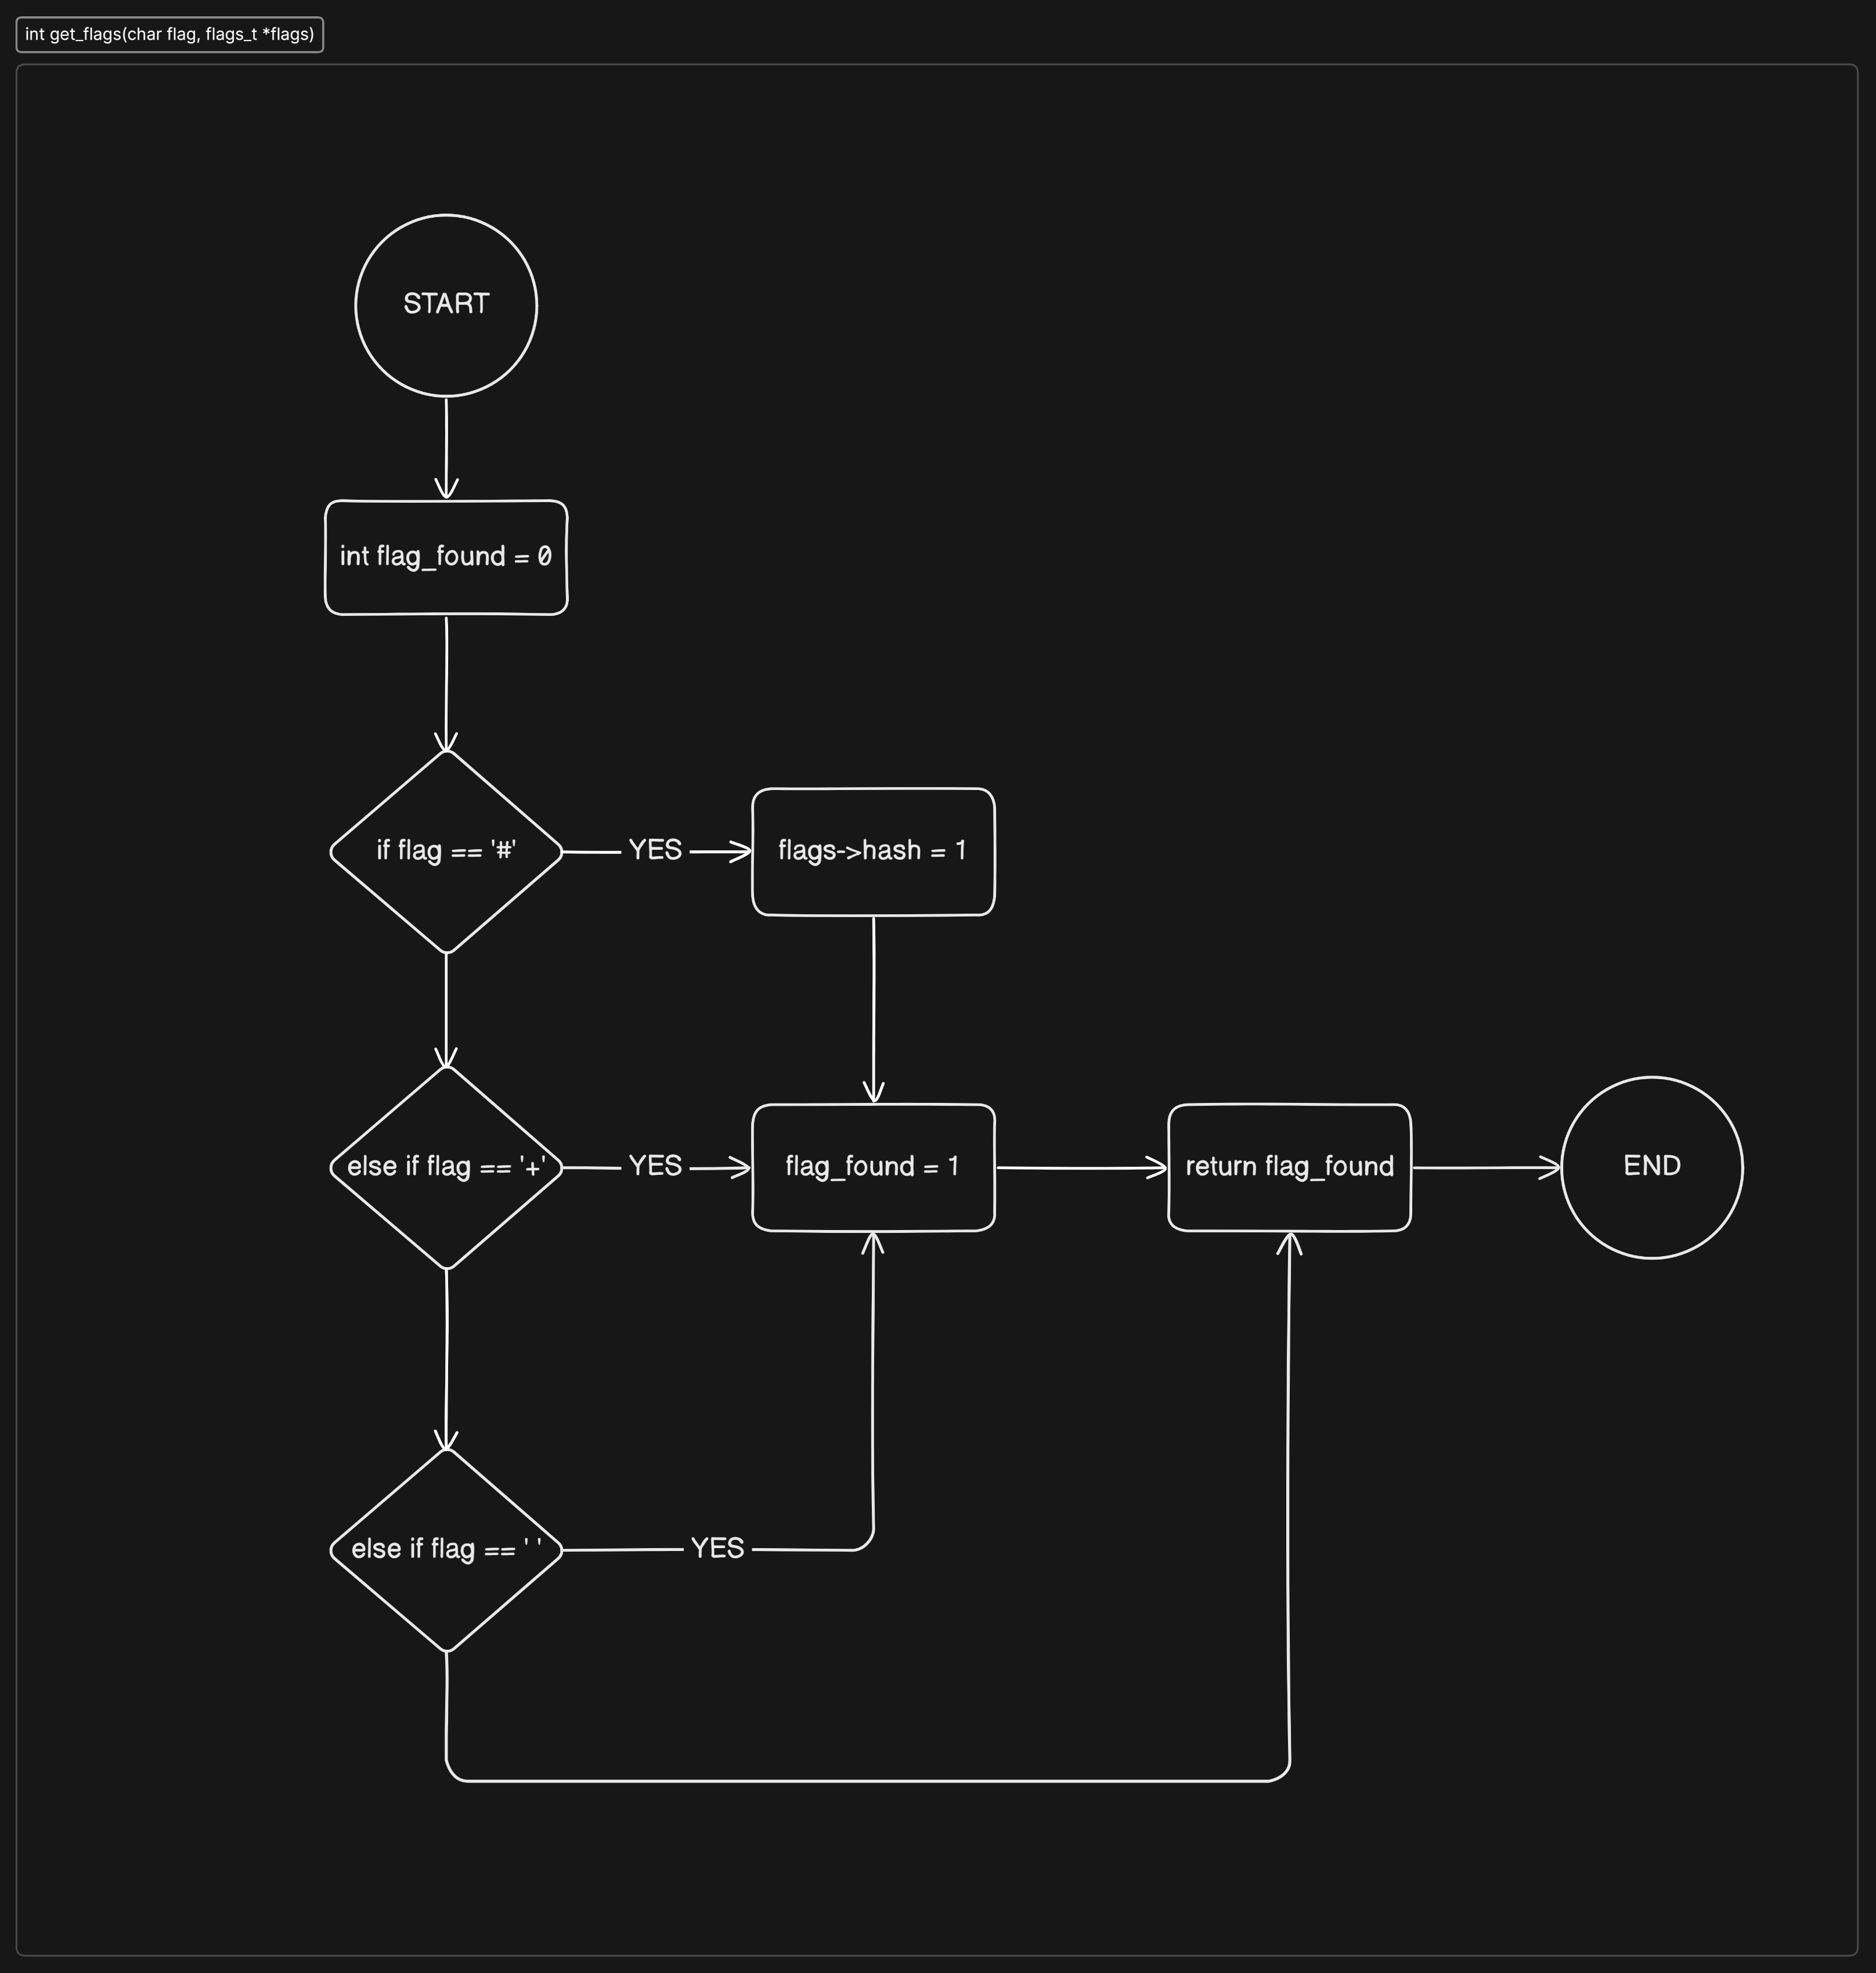 int get_flags(char flag, flags_t *flags)
START
int flag_found = 0
if flag == '#'
YES
flags->hash = 1
else if flag == '+'
YES
flag_found = 1
return flag_found
END
else if flag == ' '
YES